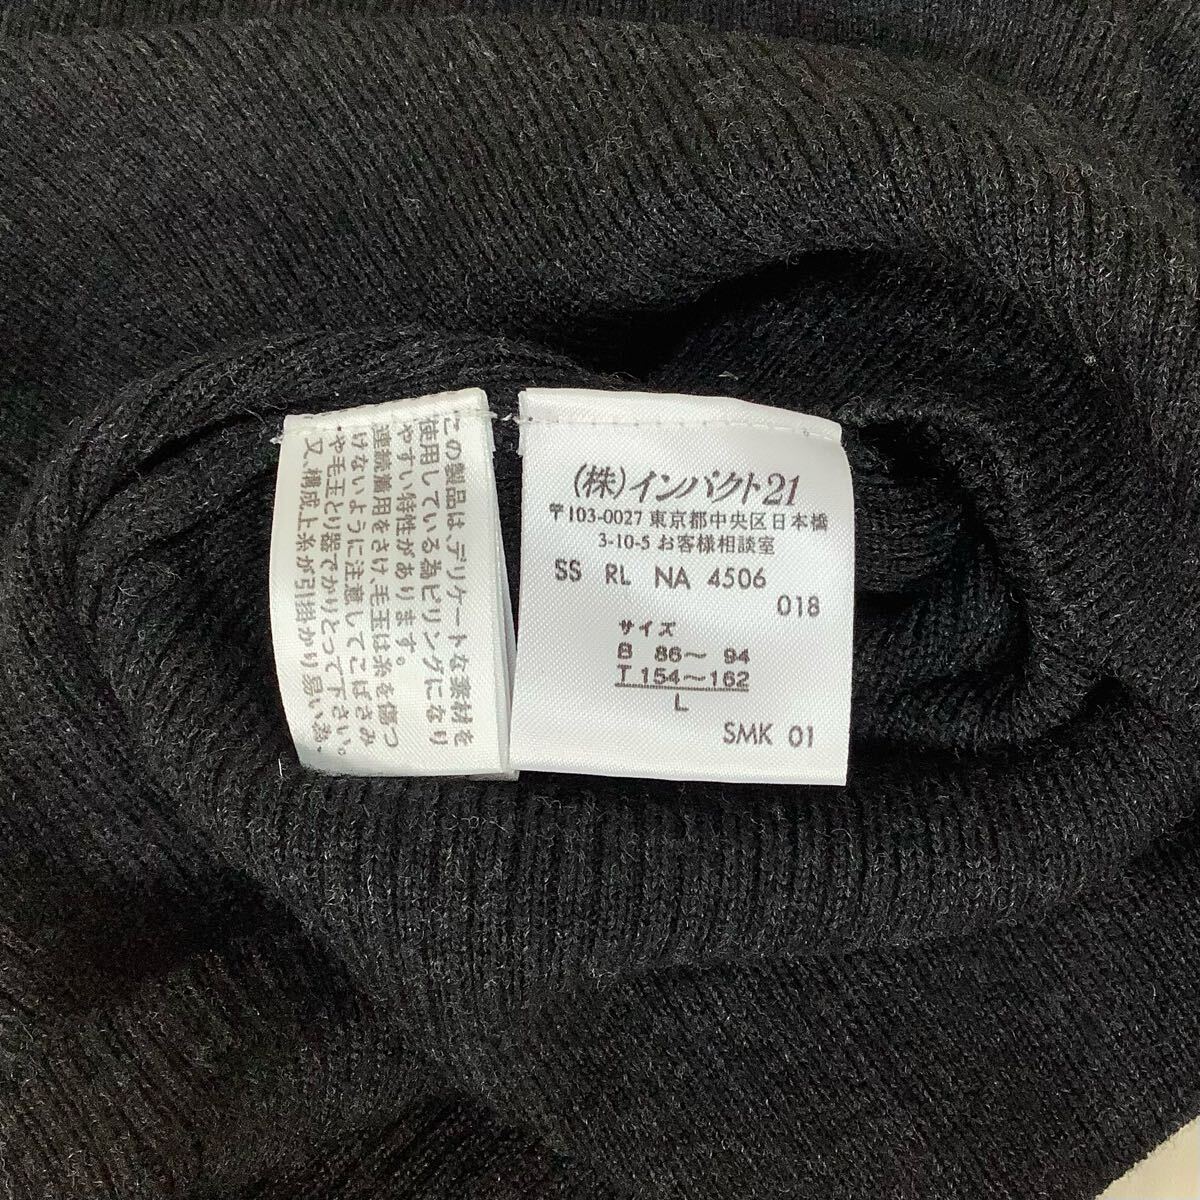 この製品は、デリケートな素材を
使用している為ピリングになり
やすい特性があります。
連続着用をさけ、毛玉は糸を傷つ
けないように注意してこばさみ
や毛玉とり器でかりとって下さい。
又、構成上糸が引掛かり易い為、
(株)インパクト21
〒103-0027 東京都中央区日本橋
3-10-5 お客様相談室
SS RL NA 4506
018
サイズ
B 86〜 94
T 154〜162
L
SMK 01